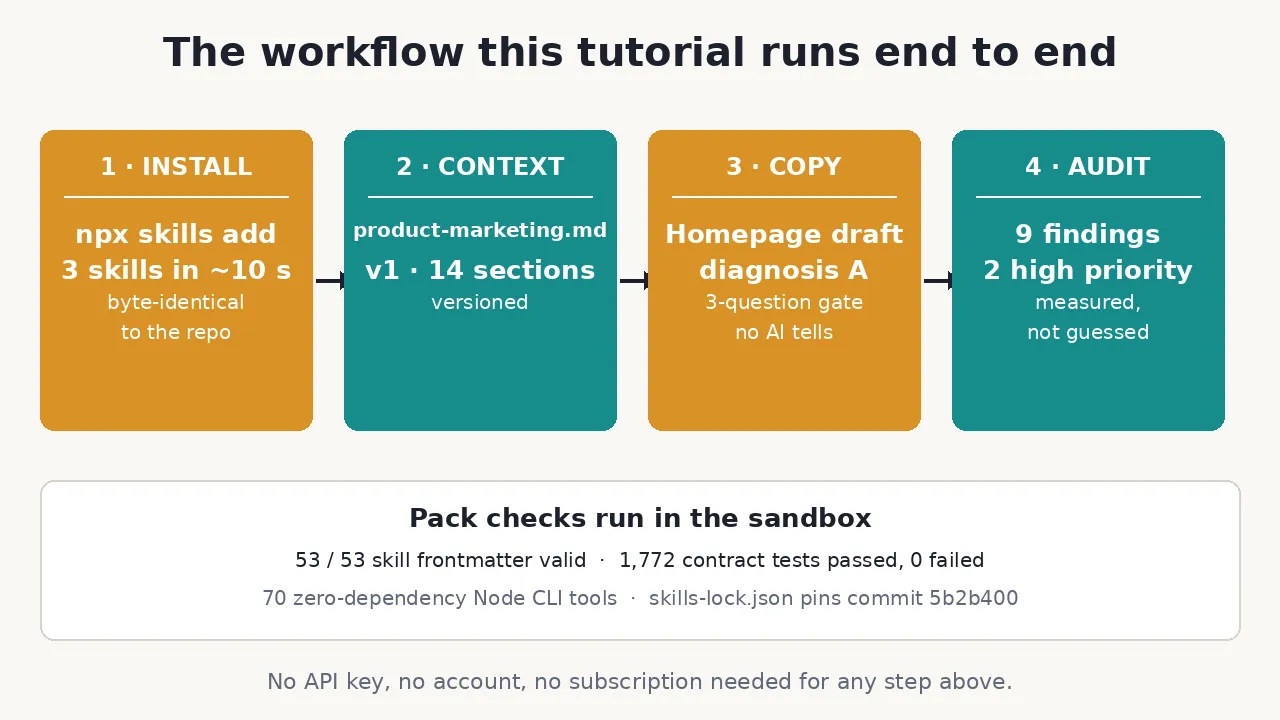 The workflow this tutorial runs end to end
1 · INSTALL
npx skills add
3 skills in ~10 s
byte-identical
to the repo
2 · CONTEXT
product-marketing.md
v1 · 14 sections
versioned
3 · COPY
Homepage draft
diagnosis A
3-question gate
no AI tells
4 · AUDIT
9 findings
2 high priority
measured,
not guessed
Pack checks run in the sandbox
53 / 53 skill frontmatter valid · 1,772 contract tests passed, 0 failed
70 zero-dependency Node CLI tools · skills-lock.json pins commit 5b2b400
No API key, no account, no subscription needed for any step above.